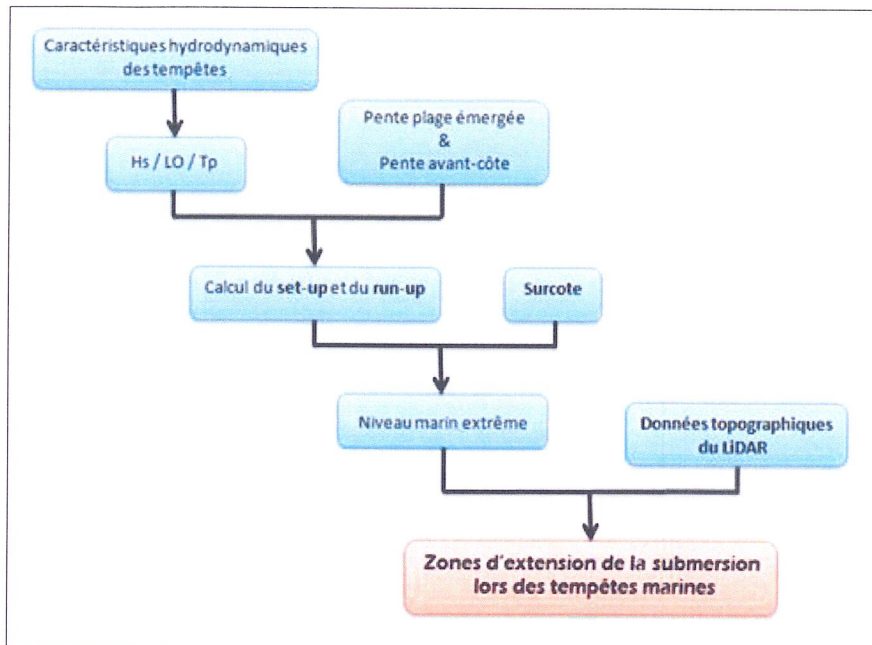 Caractéristiques hydrodynamiques
des tempêtes
Pente plage émergée
&
Pente avant-côte
Hs / LO / Tp
Calcul du set-up et du run-up
Surcote
Niveau marin extrême
Données topographiques
du LiDAR
Zones d'extension de la submersion
lors des tempêtes marines